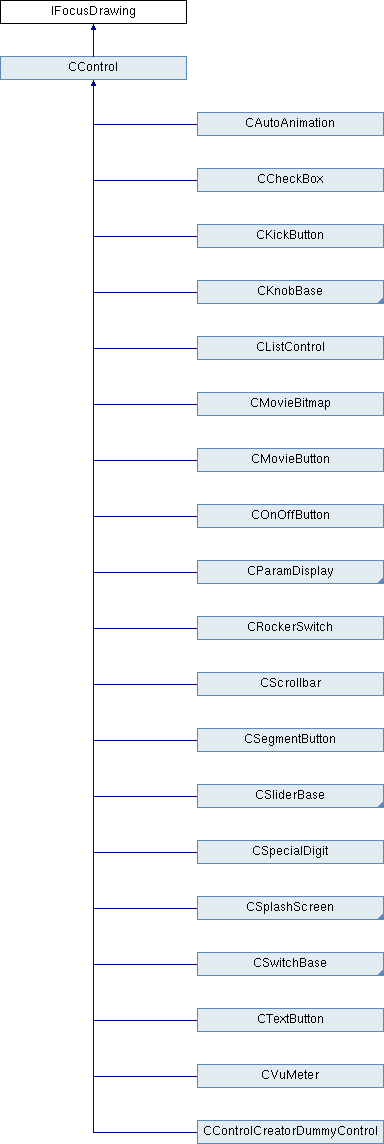 IFocusDrawing
CControl
CAutoAnimation
CCheckBox
CKickButton
CKnobBase
CListControl
CMovieBitmap
CMovieButton
COnOffButton
CParamDisplay
CRockerSwitch
CScrollbar
CSegmentButton
CSliderBase
CSpecialDigit
CSplashScreen
CSwitchBase
CTextButton
CVuMeter
CControlCreatorDummyControl